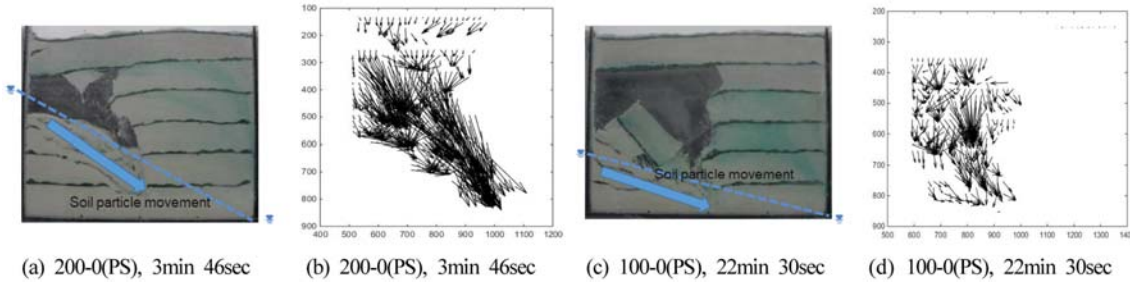 Soil particle movement
100
200
300
400
500
600
700
800
900
400 500 600 700 800 900 1000 1100 1200
Soil particle movement
200
300
400
500
600
700
800
900
500 600 700 800 900 1000 1100 1200 1300 1400
(a) 200-0(PS), 3min 46sec
(b) 200-0(PS), 3min 46sec
(c) 100-0(PS), 22min 30sec
(d) 100-0(PS), 22min 30sec